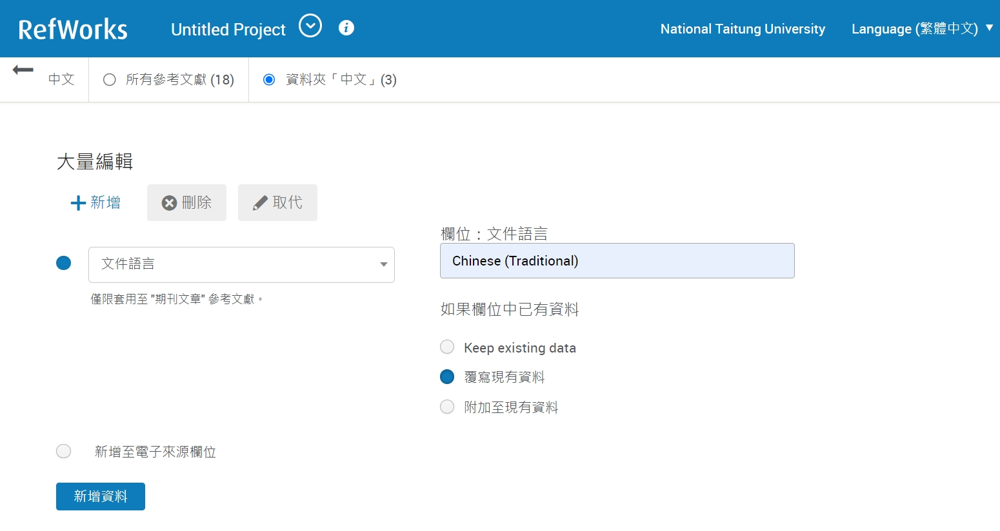 RefWorks Untitled Project National Taitung University Language (繁體中文)
中文 所有參考文獻 (18) 資料夾「中文」(3)
大量編輯
新增 刪除 取代
欄位：文件語言
文件語言 Chinese (Traditional)
僅限套用至 "期刊文章" 參考文獻。
如果欄位中已有資料
Keep existing data
覆寫現有資料
附加至現有資料
新增至電子來源欄位
新增資料